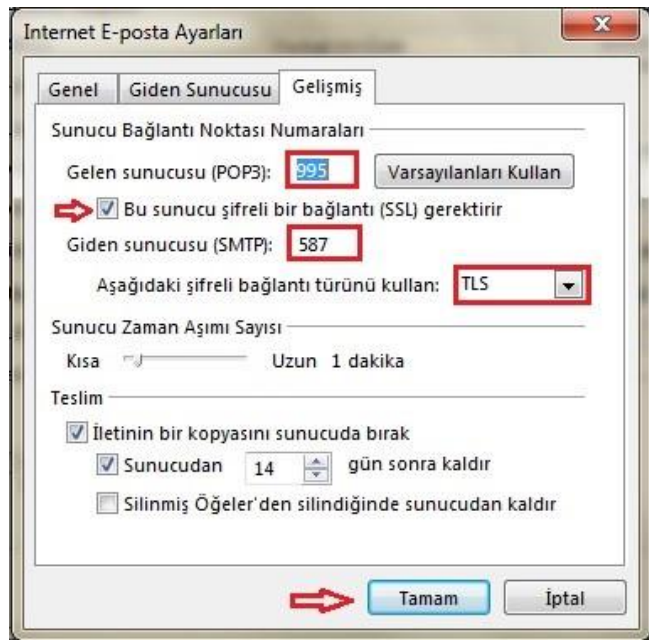 Internet E-posta Ayarları
Genel Giden Sunucusu Gelişmiş
Sunucu Bağlantı Noktası Numaraları
Gelen sunucusu (POP3): 995 Varsayılanları Kullan
Bu sunucu şifreli bir bağlantı (SSL) gerektirir
Giden sunucusu (SMTP): 587
Aşağıdaki şifreli bağlantı türünü kullan: TLS
Sunucu Zaman Aşımı Sayısı
Kısa Uzun 1 dakika
Teslim
İletinin bir kopyasını sunucuda bırak
Sunucudan 14 gün sonra kaldır
Silinmiş Öğeler'den silindiğinde sunucudan kaldır
Tamam İptal